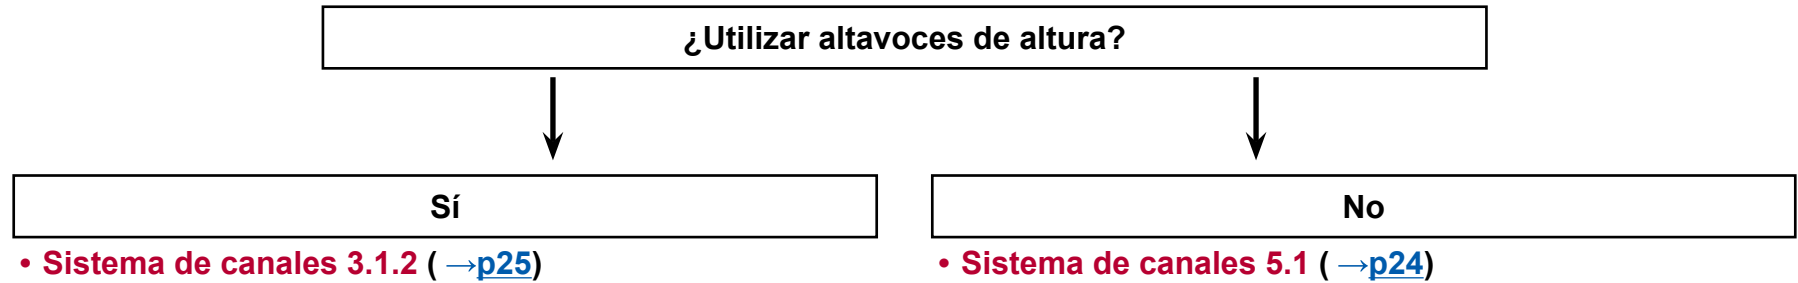 ¿Utilizar altavoces de altura?
Sí
No
• Sistema de canales 3.1.2 ( →p25)
• Sistema de canales 5.1 ( →p24)